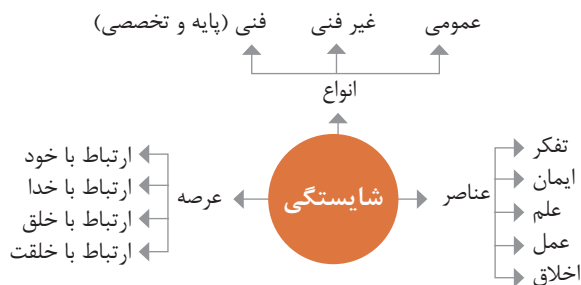 عمومی
غیر فنی
فنی (پایه و تخصصی)
انواع
شایستگی
عناصر
تفکر
ایمان
علم
عمل
اخلاق
عرصه
ارتباط با خود
ارتباط با خدا
ارتباط با خلق
ارتباط با خلقت